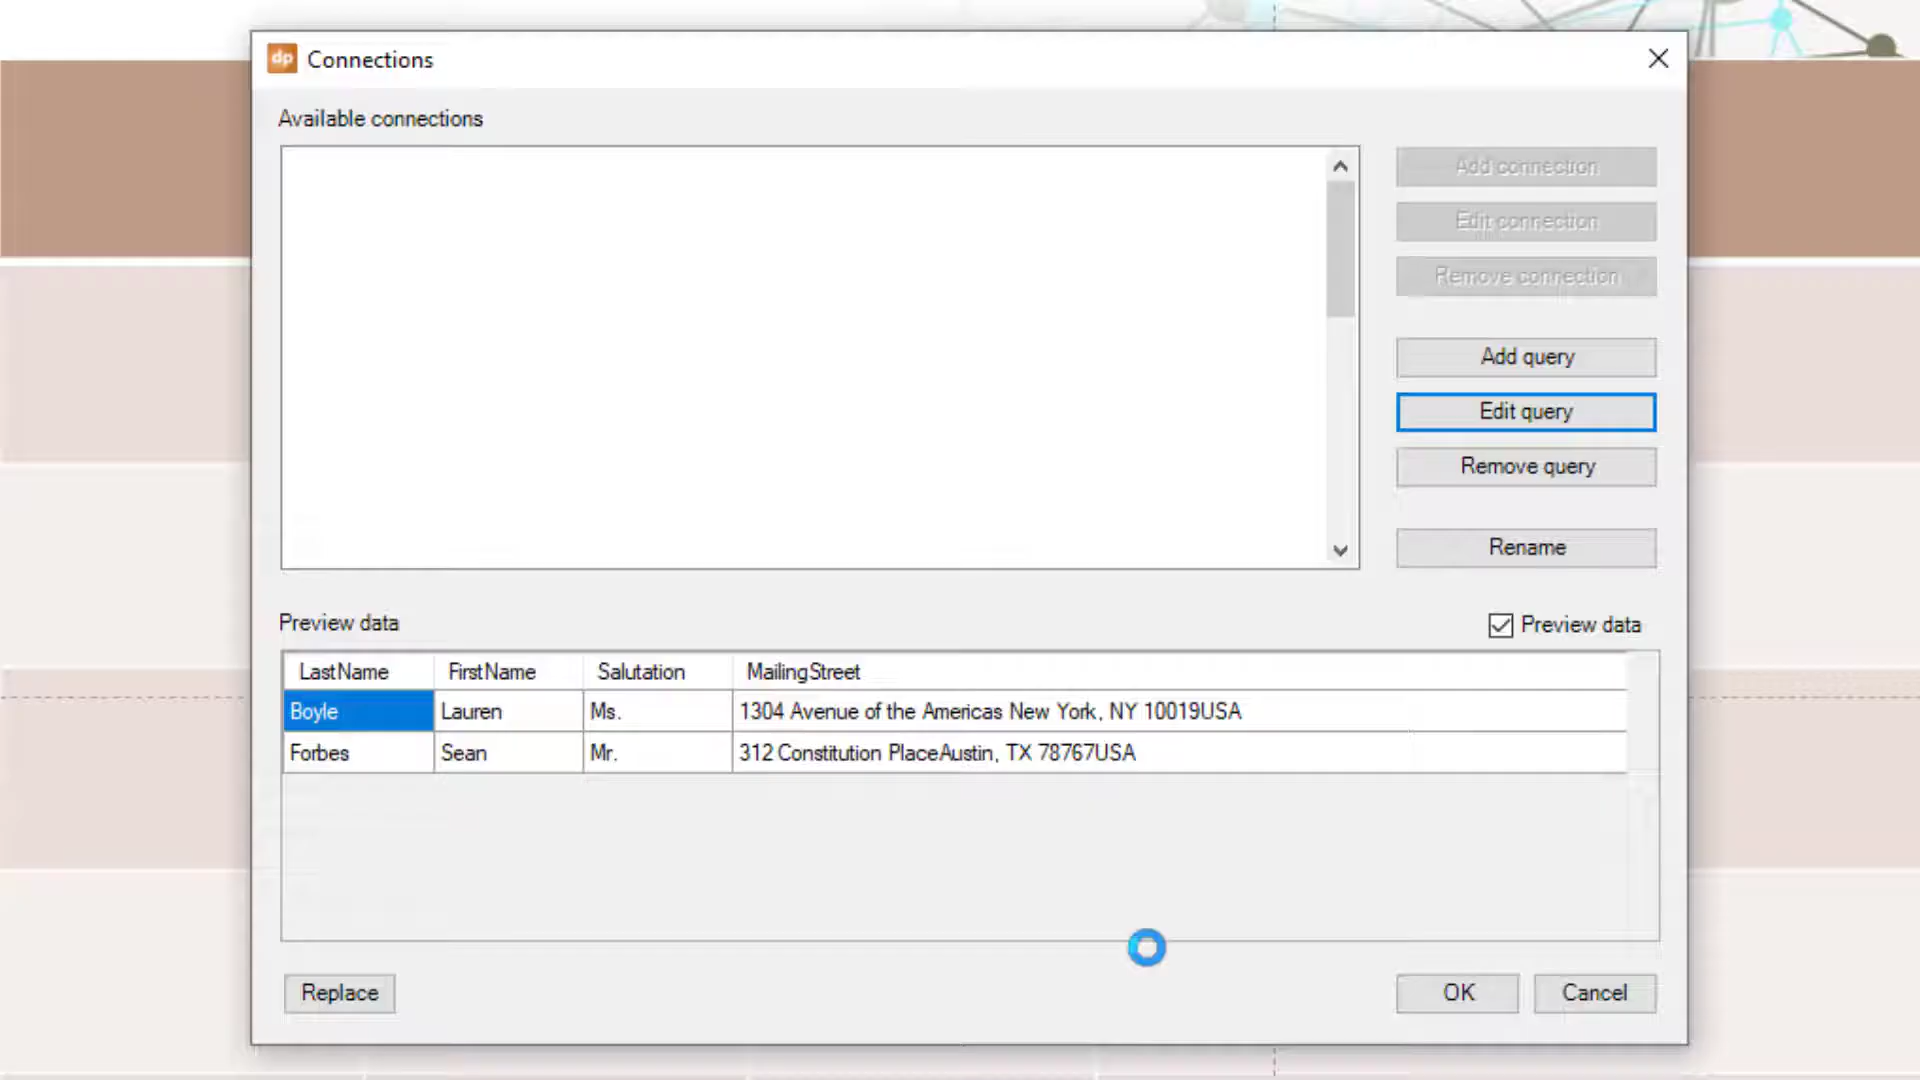 dp Connections
Available connections
Add connection
Edit connection
Remove connection
Add query
Edit query
Remove query
Rename
Preview data
Preview data
LastName FirstName Salutation MailingStreet
Boyle Lauren Ms. 1304 Avenue of the Americas New York, NY 10019USA
Forbes Sean Mr. 312 Constitution PlaceAustin, TX 78767USA
Replace OK Cancel